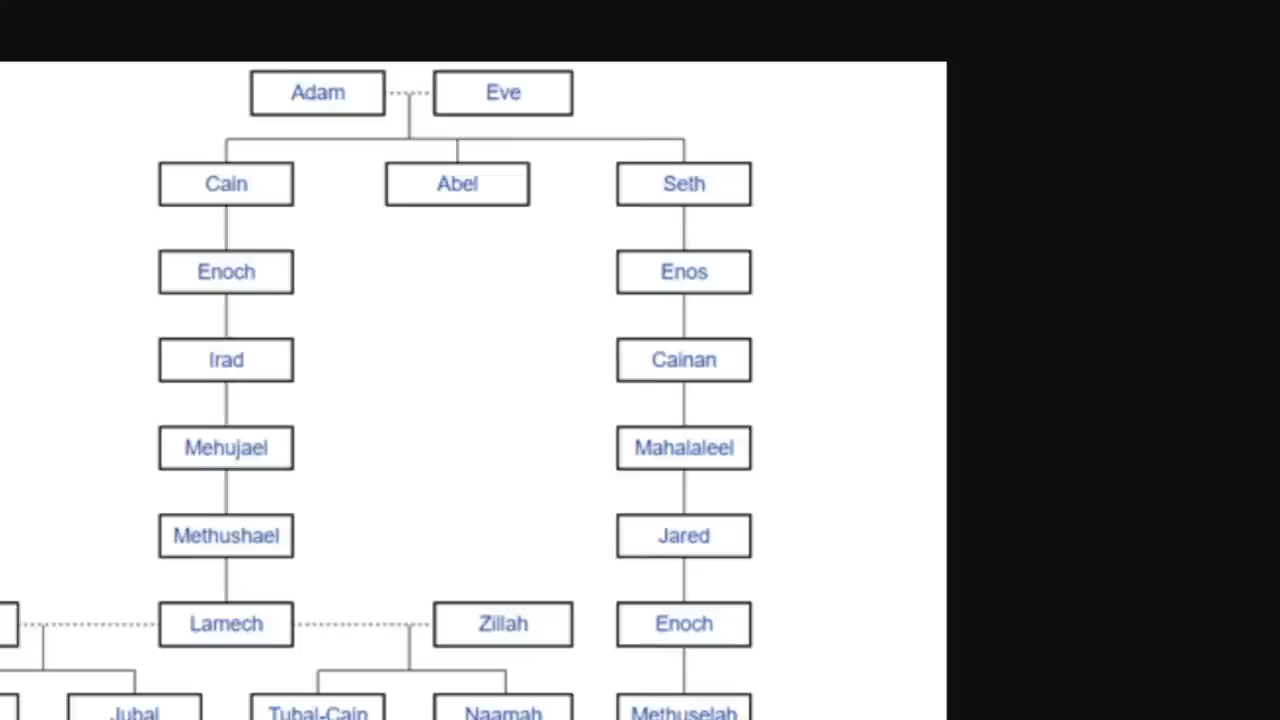 Adam Eve
Cain Abel Seth
Enoch Enos
Irad Cainan
Mehujael Mahalaleel
Methushael Jared
Lamech Zillah Enoch
Jubal Tubal-Cain Naamah Methuselah